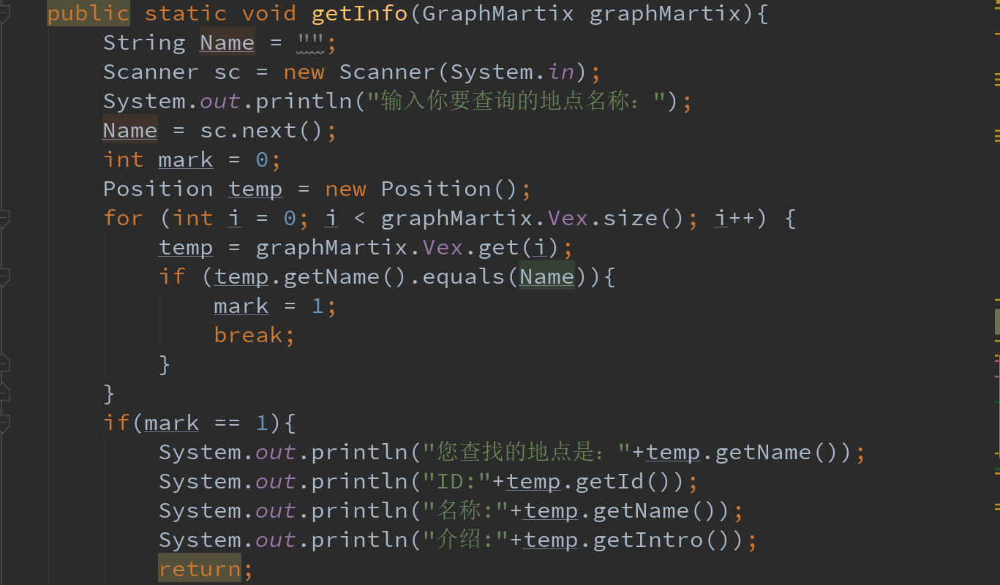 public static void getInfo(GraphMartix graphMartix){
String Name = "";
Scanner sc = new Scanner(System.in);
System.out.println("输入你要查询的地点名称：");
Name = sc.next();
int mark = 0;
Position temp = new Position();
for (int i = 0; i < graphMartix.Vex.size(); i++) {
temp = graphMartix.Vex.get(i);
if (temp.getName().equals(Name)){
mark = 1;
break;
}
}
if(mark == 1){
System.out.println("您查找的地点是："+temp.getName());
System.out.println("ID:"+temp.getId());
System.out.println("名称:"+temp.getName());
System.out.println("介绍:"+temp.getIntro());
return;